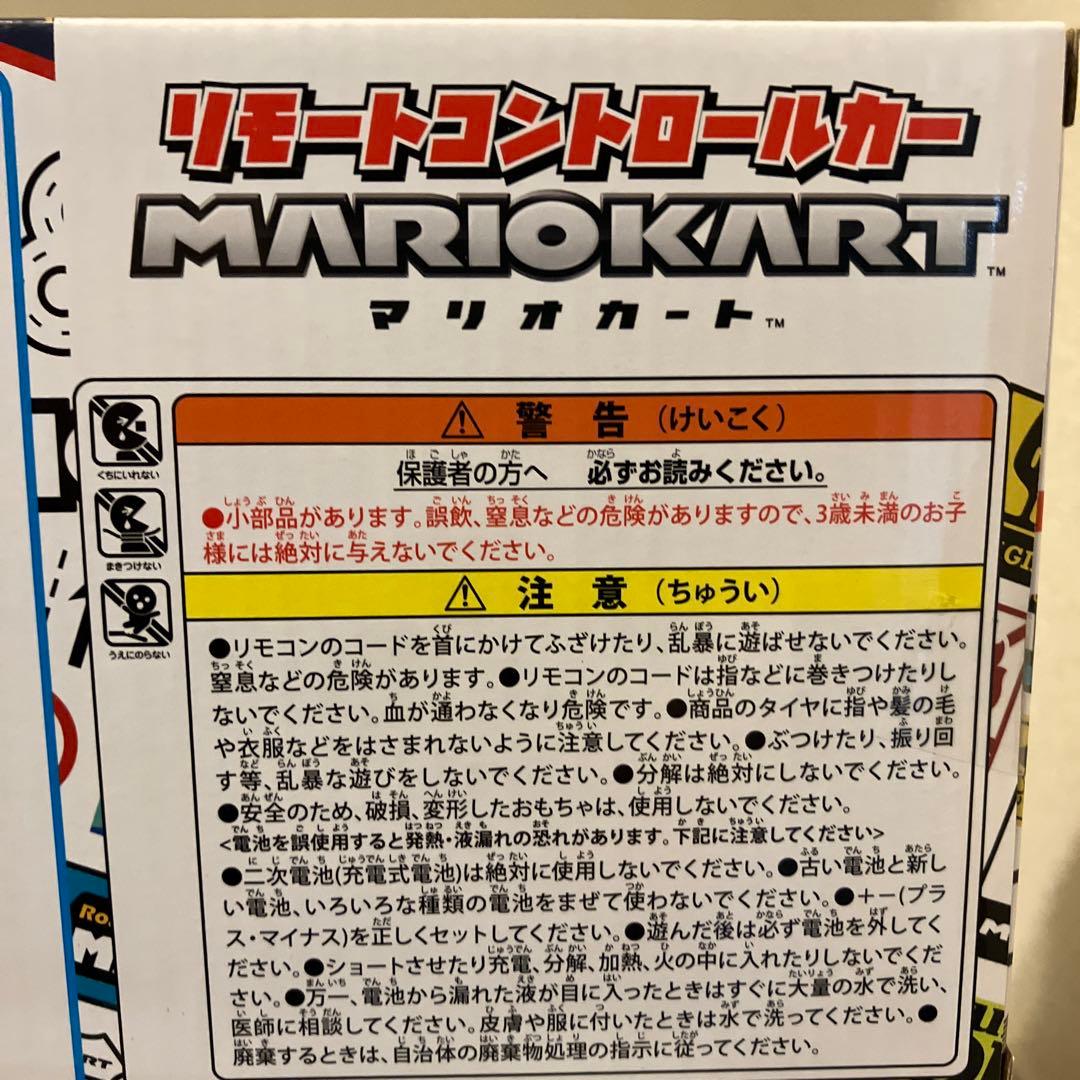 リモートコントロールカー
MARIOKART™
マリオカート™
くちにいれない
まきつけない
うえにのらない
⚠ 警告(けいこく)
保護者の方へ 必ずお読みください。
●小部品があります。誤飲、窒息などの危険がありますので、3歳未満のお子
様には絶対に与えないでください。
⚠ 注意(ちゅうい)
●リモコンのコードを首にかけてふざけたり、乱暴に遊ばせないでください。
窒息などの危険があります。●リモコンのコードは指などに巻きつけたりし
ないでください。血が通わなくなり危険です。●商品のタイヤに指や髪の毛
や衣服などをはさまれないように注意してください。●ぶつけたり、振り回
す等、乱暴な遊びをしないでください。●分解は絶対にしないでください。
●安全のため、破損、変形したおもちゃは、使用しないでください。
<電池を誤使用すると発熱・液漏れの恐れがあります。下記に注意してください>
●二次電池(充電式電池)は絶対に使用しないでください。●古い電池と新し
い電池、いろいろな種類の電池をまぜて使わないでください。●+−(プラ
ス・マイナス)を正しくセットしてください。●遊んだ後は必ず電池を外してく
ださい。●ショートさせたり充電、分解、加熱、火の中に入れたりしないでくだ
さい。●万一、電池から漏れた液が目に入ったときはすぐに大量の水で洗い、
医師に相談してください。皮膚や服に付いたときは水で洗ってください。●
廃棄するときは、自治体の廃棄物処理の指示に従ってください。